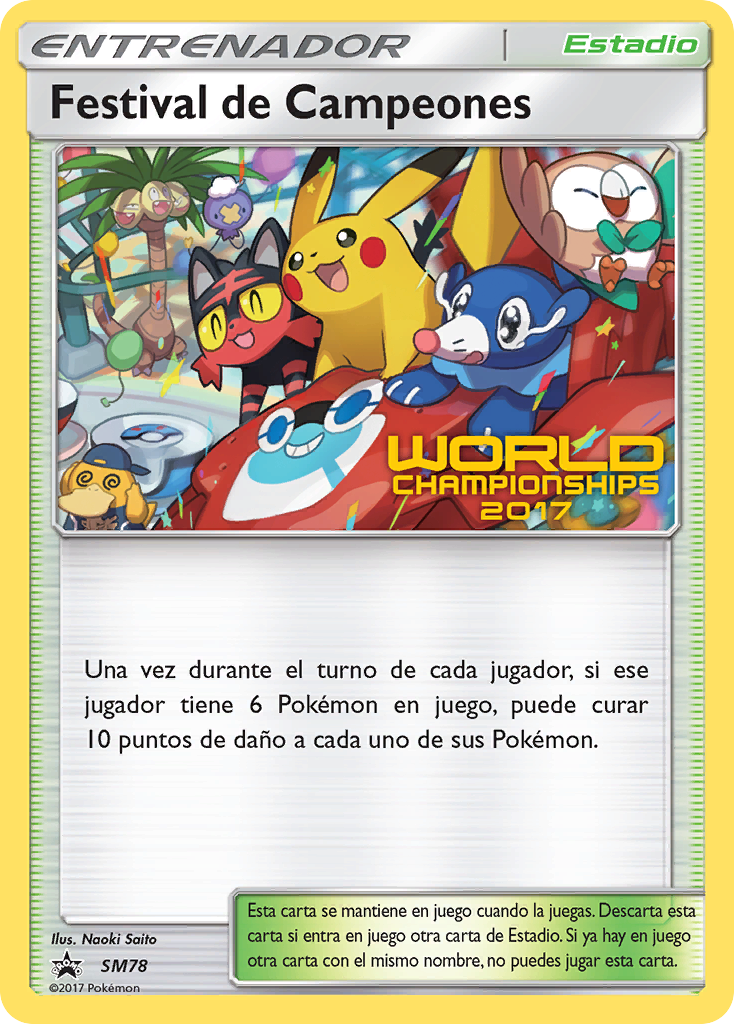 ENTRENADOR
Estadio
Festival de Campeones
WORLD
CHAMPIONSHIPS
2017
Una vez durante el turno de cada jugador, si ese
jugador tiene 6 Pokémon en juego, puede curar
10 puntos de daño a cada uno de sus Pokémon.
Esta carta se mantiene en juego cuando la juegas. Descarta esta
carta si entra en juego otra carta de Estadio. Si ya hay en juego
otra carta con el mismo nombre, no puedes jugar esta carta.
Ilus. Naoki Saito
SM78
©2017 Pokémon